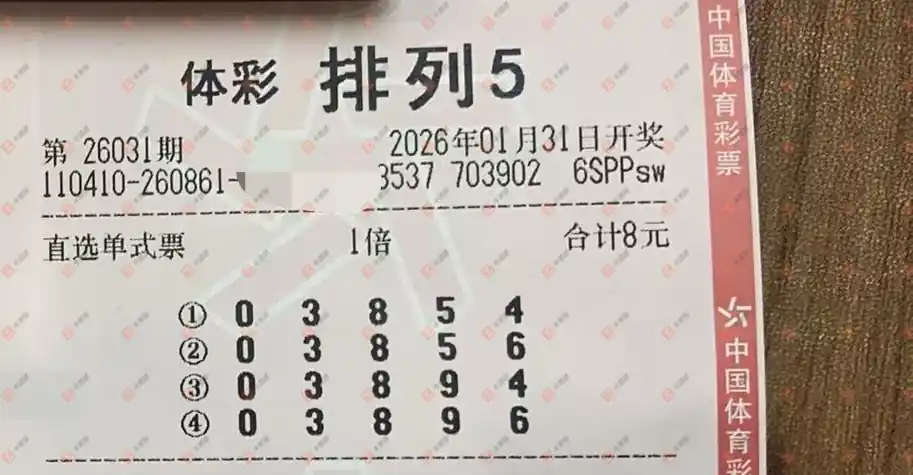 体彩 排列5
第 26031期 2026年01月31日开奖
110410-260861- 3537 703902 6SPPsw
直选单式票 1倍 合计8元
① 0 3 8 5 4
② 0 3 8 5 6
③ 0 3 8 9 4
④ 0 3 8 9 6
中国体育彩票
中国体育彩